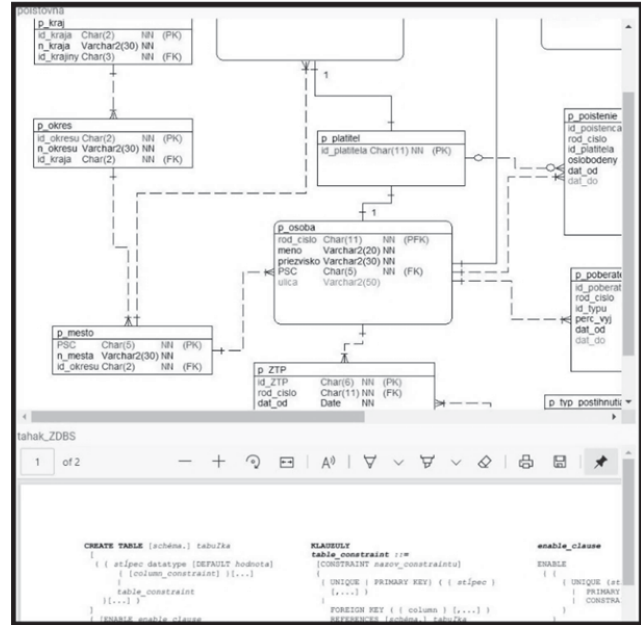 poistovna
p_kraj
id_kraja Char(2) NN (PK)
n_kraja Varchar2(30) NN
id_krajiny Char(3) NN (FK)
1
p_okres
id_okresu Char(2) NN (PK)
n_okresu Varchar2(30) NN
id_kraja Char(2) NN (FK)
p_platitel
id_platitela Char(11) NN (PK)
p_poistenie
id_poistenca
rod_cislo
id_platitela
oslobodeny
dat_od
dat_do
1
p_osoba
rod_cislo Char(11) NN (PFK)
meno Varchar2(20) NN
priezvisko Varchar2(30) NN
PSC Char(5) NN (FK)
ulica Varchar2(50)
p_poberate
id_poberat
rod_cislo
id_typu
perc_vyj
dat_od
dat_do
p_mesto
PSC Char(5) NN (PK)
n_mesta Varchar2(30) NN
id_okresu Char(2) NN (FK)
p_ZTP
id_ZTP Char(6) NN (PK)
rod_cislo Char(11) NN (FK)
dat_od Date NN
p_typ_postihnutia
tahak_ZDBS
1 of 2
CREATE TABLE [schéma.] tabuľka
[
{ { stĺpec datatype [DEFAULT hodnota]
[ [column_constraint] ][...]
|
table_constraint
}[...] }
]
[ [ENABLE enable_clause
KLAUZULY
table_constraint ::=
[CONSTRAINT nazov_constraintu]
{
{ UNIQUE | PRIMARY KEY} ( { stĺpec }
[,...] )
|
FOREIGN KEY ( { column } [,...] )
REFERENCES [schéma.] tabuľka
enable_clause
ENABLE
{ {
{ UNIQUE (st
| PRIMARY
| CONSTRA